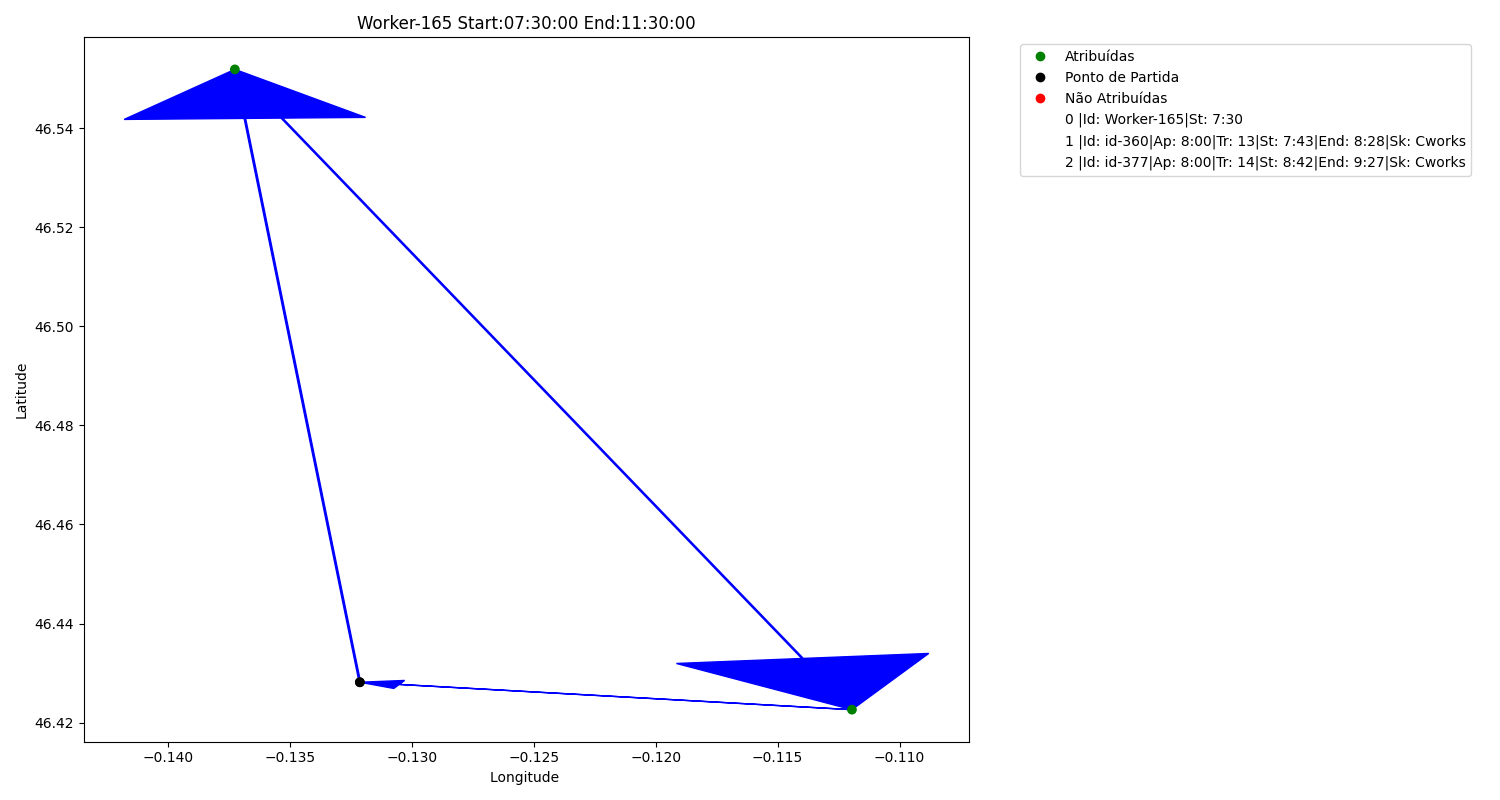 Worker-165 Start:07:30:00 End:11:30:00
Atribuídas
Ponto de Partida
Não Atribuídas
0 |Id: Worker-165|St: 7:30
1 |Id: id-360|Ap: 8:00|Tr: 13|St: 7:43|End: 8:28|Sk: Cworks
2 |Id: id-377|Ap: 8:00|Tr: 14|St: 8:42|End: 9:27|Sk: Cworks
Latitude
46.54
46.52
46.50
46.48
46.46
46.44
46.42
−0.140 −0.135 −0.130 −0.125 −0.120 −0.115 −0.110
Longitude